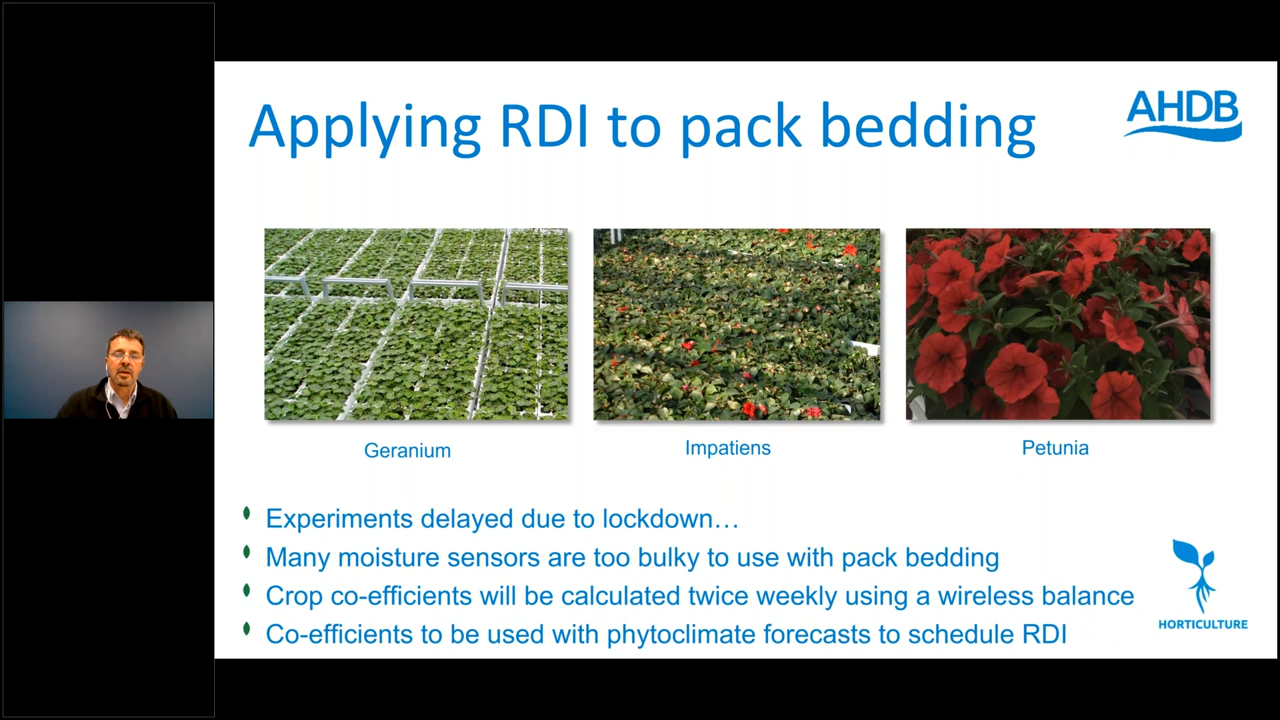 Applying RDI to pack bedding
AHDB
Geranium
Impatiens
Petunia
Experiments delayed due to lockdown…
Many moisture sensors are too bulky to use with pack bedding
Crop co-efficients will be calculated twice weekly using a wireless balance
Co-efficients to be used with phytoclimate forecasts to schedule RDI
HORTICULTURE